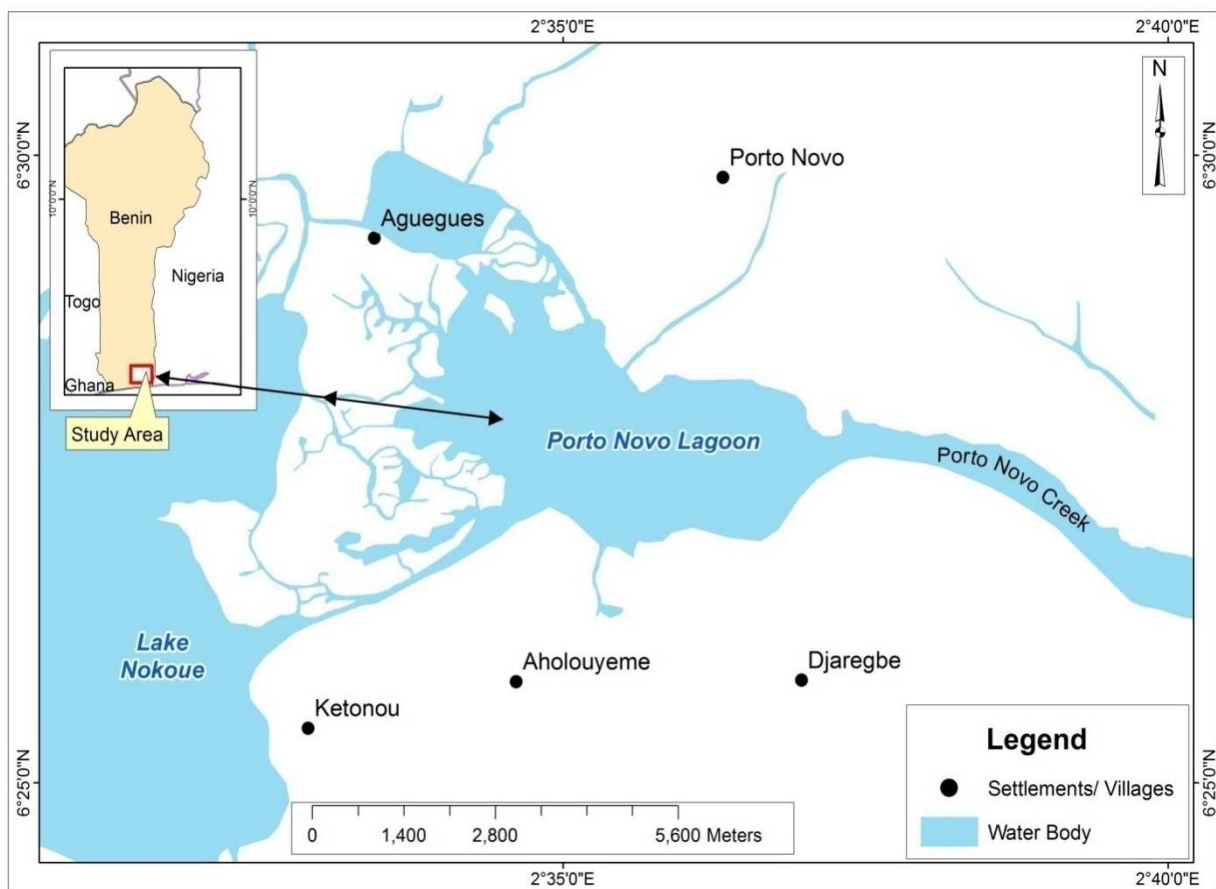 2°35'0"E
2°40'0"E
N
6°30'0"N
6°30'0"N
10°0'0"N
10°0'0"N
Benin
Nigeria
Togo
Ghana
Study Area
Porto Novo
Aguegues
Porto Novo Lagoon
Porto Novo Creek
Lake
Nokoue
Aholouyeme
Djaregbe
Ketonou
Legend
Settlements/ Villages
Water Body
0 1,400 2,800 5,600 Meters
6°25'0"N
6°25'0"N
2°35'0"E
2°40'0"E